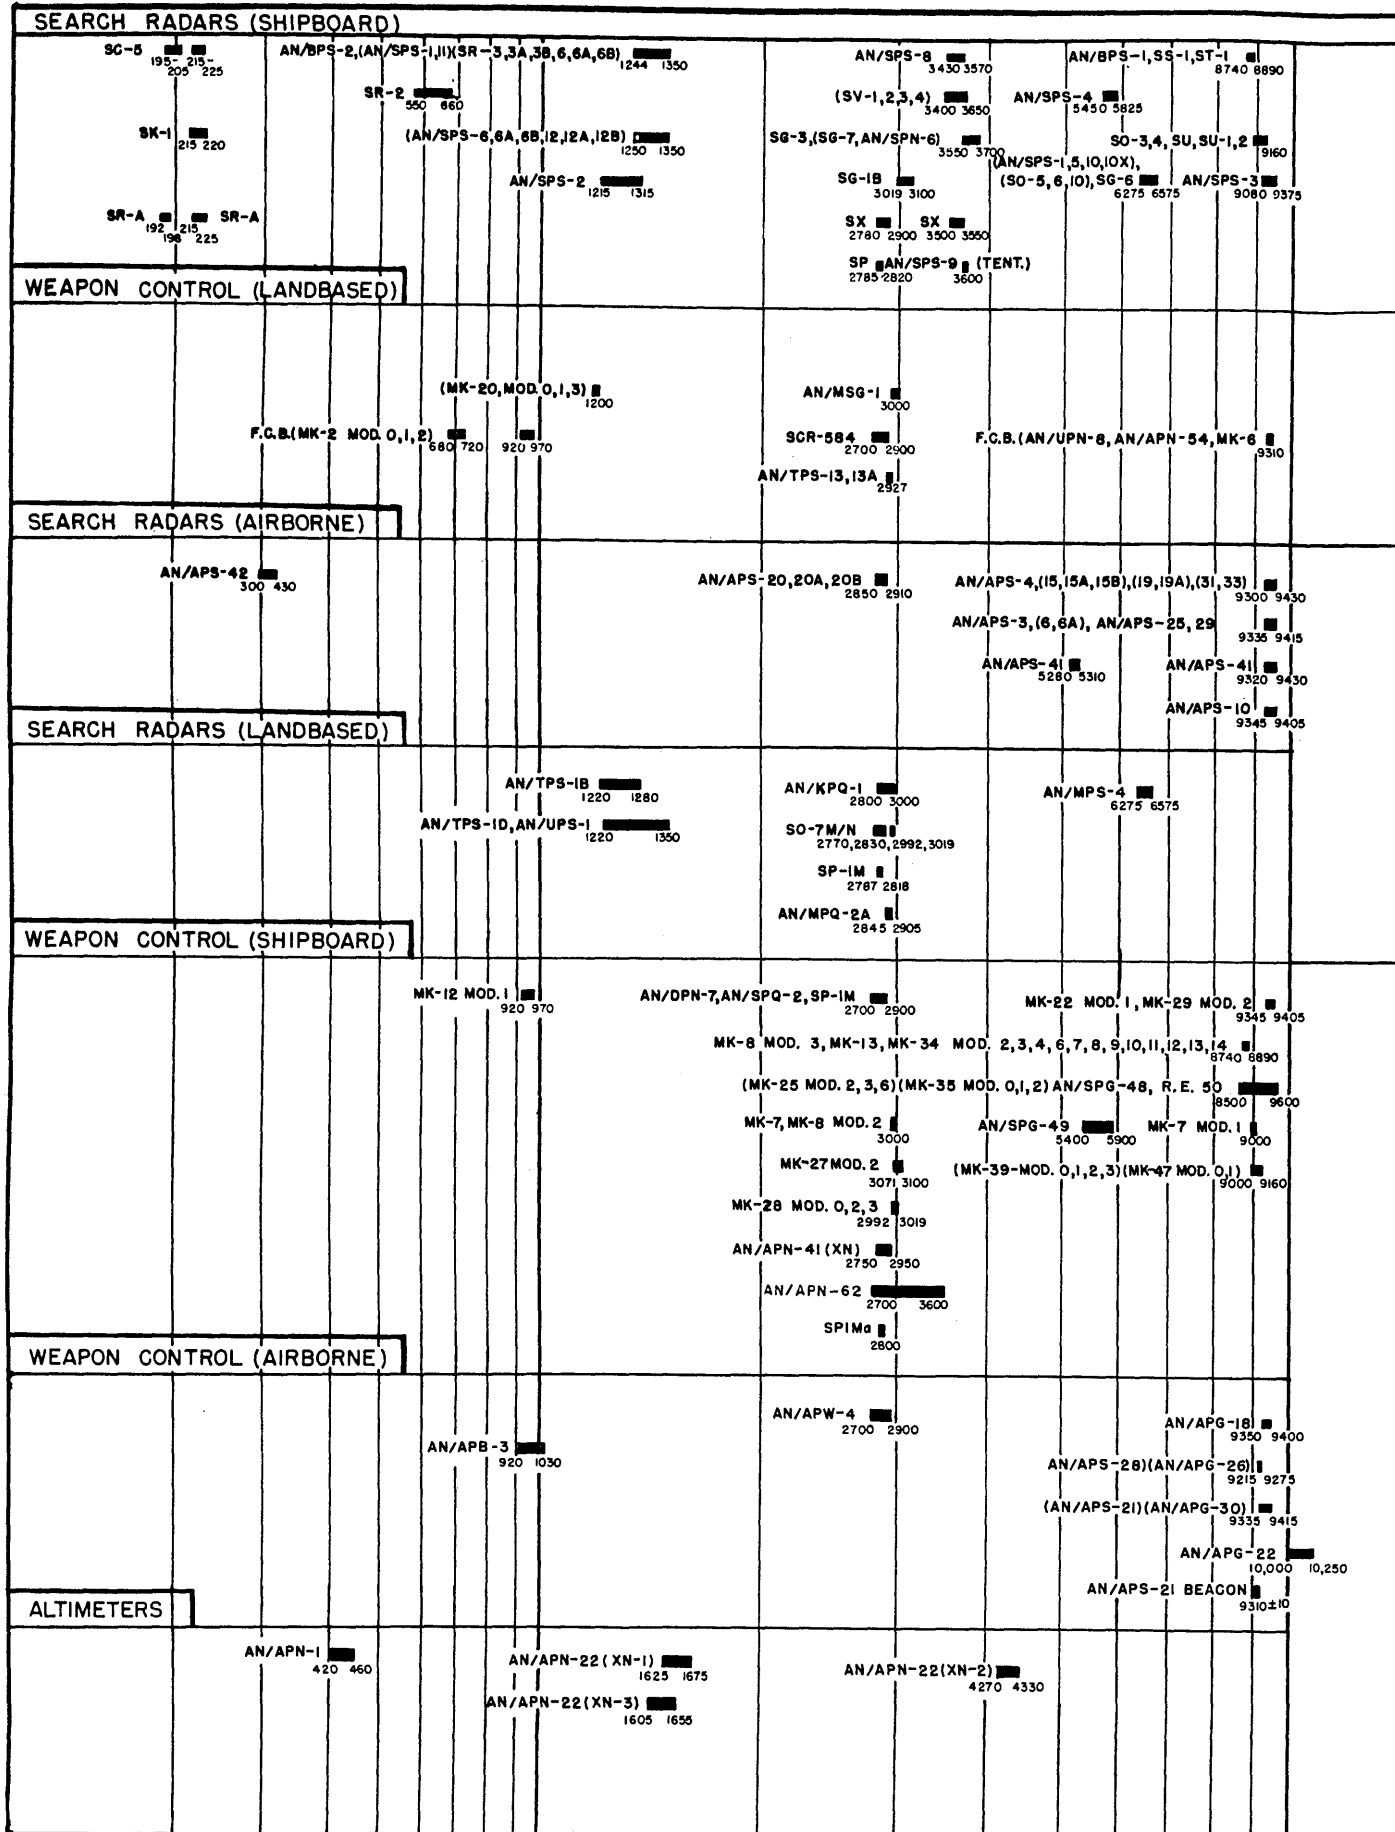 SEARCH RADARS (SHIPBOARD)
SC-5
195-205 215-225
AN/BPS-2,(AN/SPS-1,11)(SR-3,3A,3B,6,6A,6B)
1244 1350
AN/SPS-8
3430 3570
AN/BPS-1,SS-1,ST-1
8740 8890
SR-2
550 660
(SV-1,2,3,4)
3400 3650
AN/SPS-4
5450 5825
SK-1
215 220
(AN/SPS-6,6A,6B,12,12A,12B)
1250 1350
SG-3,(SG-7,AN/SPN-6)
3550 3700
SO-3,4, SU,SU-1,2
9160
AN/SPS-2
1215 1315
SG-1B
3019 3100
(AN/SPS-1,5,10,10X),
(SO-5,6,10),SG-6
6275 6575
AN/SPS-3
9080 9375
SR-A
192 198
SR-A
215 225
SX
2780 2900
SX
3500 3550
SP
2785 2820
AN/SPS-9 (TENT.)
3600
WEAPON CONTROL (LANDBASED)
(MK-20,MOD. 0,1,3)
1200
AN/MSG-1
3000
F.C.B.(MK-2 MOD. 0,1,2)
680 720
920 970
SCR-584
2700 2900
F.C.B.(AN/UPN-8,AN/APN-54,MK-6
9310
AN/TPS-13,13A
2927
SEARCH RADARS (AIRBORNE)
AN/APS-42
300 430
AN/APS-20,20A,20B
2850 2910
AN/APS-4,(15,15A,15B),(19,19A),(31,33)
9300 9430
AN/APS-3,(6,6A), AN/APS-25,29
9335 9415
AN/APS-41
5280 5310
AN/APS-41
9320 9430
AN/APS-10
9345 9405
SEARCH RADARS (LANDBASED)
AN/TPS-1B
1220 1280
AN/KPQ-1
2800 3000
AN/MPS-4
6275 6575
AN/TPS-1D,AN/UPS-1
1220 1350
SO-7M/N
2770,2830,2992,3019
SP-1M
2787 2818
AN/MPQ-2A
2845 2905
WEAPON CONTROL (SHIPBOARD)
MK-12 MOD. 1
920 970
AN/DPN-7,AN/SPQ-2,SP-1M
2700 2900
MK-22 MOD. 1,MK-29 MOD. 2
9345 9405
MK-8 MOD. 3,MK-13,MK-34 MOD. 2,3,4,6,7,8,9,10,11,12,13,14
8740 8890
(MK-25 MOD. 2,3,6)(MK-35 MOD. 0,1,2)AN/SPG-48, R.E. 50
8500 9600
MK-7,MK-8 MOD. 2
3000
AN/SPG-49
5400 5900
MK-7 MOD. 1
9000
MK-27MOD. 2
3071 3100
(MK-39-MOD. 0,1,2,3)(MK-47 MOD. 0,1)
9000 9160
MK-28 MOD. 0,2,3
2992 3019
AN/APN-41(XN)
2750 2950
AN/APN-62
2700 3600
SP1Ma
2800
WEAPON CONTROL (AIRBORNE)
AN/APW-4
2700 2900
AN/APG-18
9350 9400
AN/APB-3
920 1030
AN/APS-28)(AN/APG-26)
9215 9275
(AN/APS-21)(AN/APG-30)
9335 9415
AN/APG-22
10,000 10,250
AN/APS-21 BEACON
9310±10
ALTIMETERS
AN/APN-1
420 460
AN/APN-22(XN-1)
1625 1675
AN/APN-22(XN-2)
4270 4330
AN/APN-22(XN-3)
1605 1655